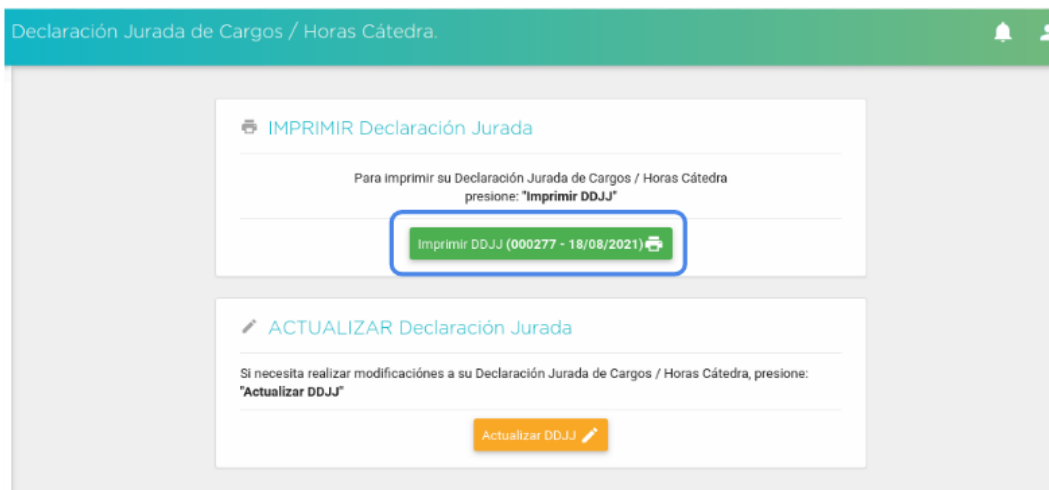 Declaración Jurada de Cargos / Horas Cátedra.
IMPRIMIR Declaración Jurada
Para imprimir su Declaración Jurada de Cargos / Horas Cátedra
presione: "Imprimir DDJJ"
Imprimir DDJJ (000277 - 18/08/2021)
ACTUALIZAR Declaración Jurada
Si necesita realizar modificaciónes a su Declaración Jurada de Cargos / Horas Cátedra, presione:
"Actualizar DDJJ"
Actualizar DDJJ